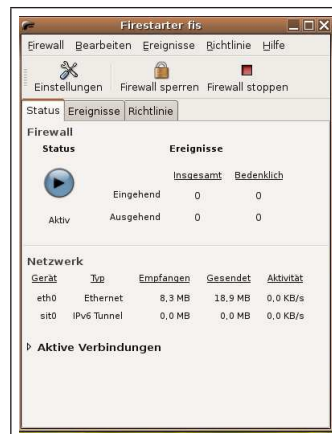 Firestarter fis
Firewall Bearbeiten Ereignisse Richtlinie Hilfe
Einstellungen Firewall sperren Firewall stoppen
Status Ereignisse Richtlinie
Firewall
Status Ereignisse
Insgesamt Bedenklich
Eingehend 0 0
Aktiv Ausgehend 0 0
Netzwerk
Gerät Typ Empfangen Gesendet Aktivität
eth0 Ethernet 8,3 MB 18,9 MB 0,0 KB/s
sit0 IPv6 Tunnel 0,0 MB 0,0 MB 0,0 KB/s
Aktive Verbindungen